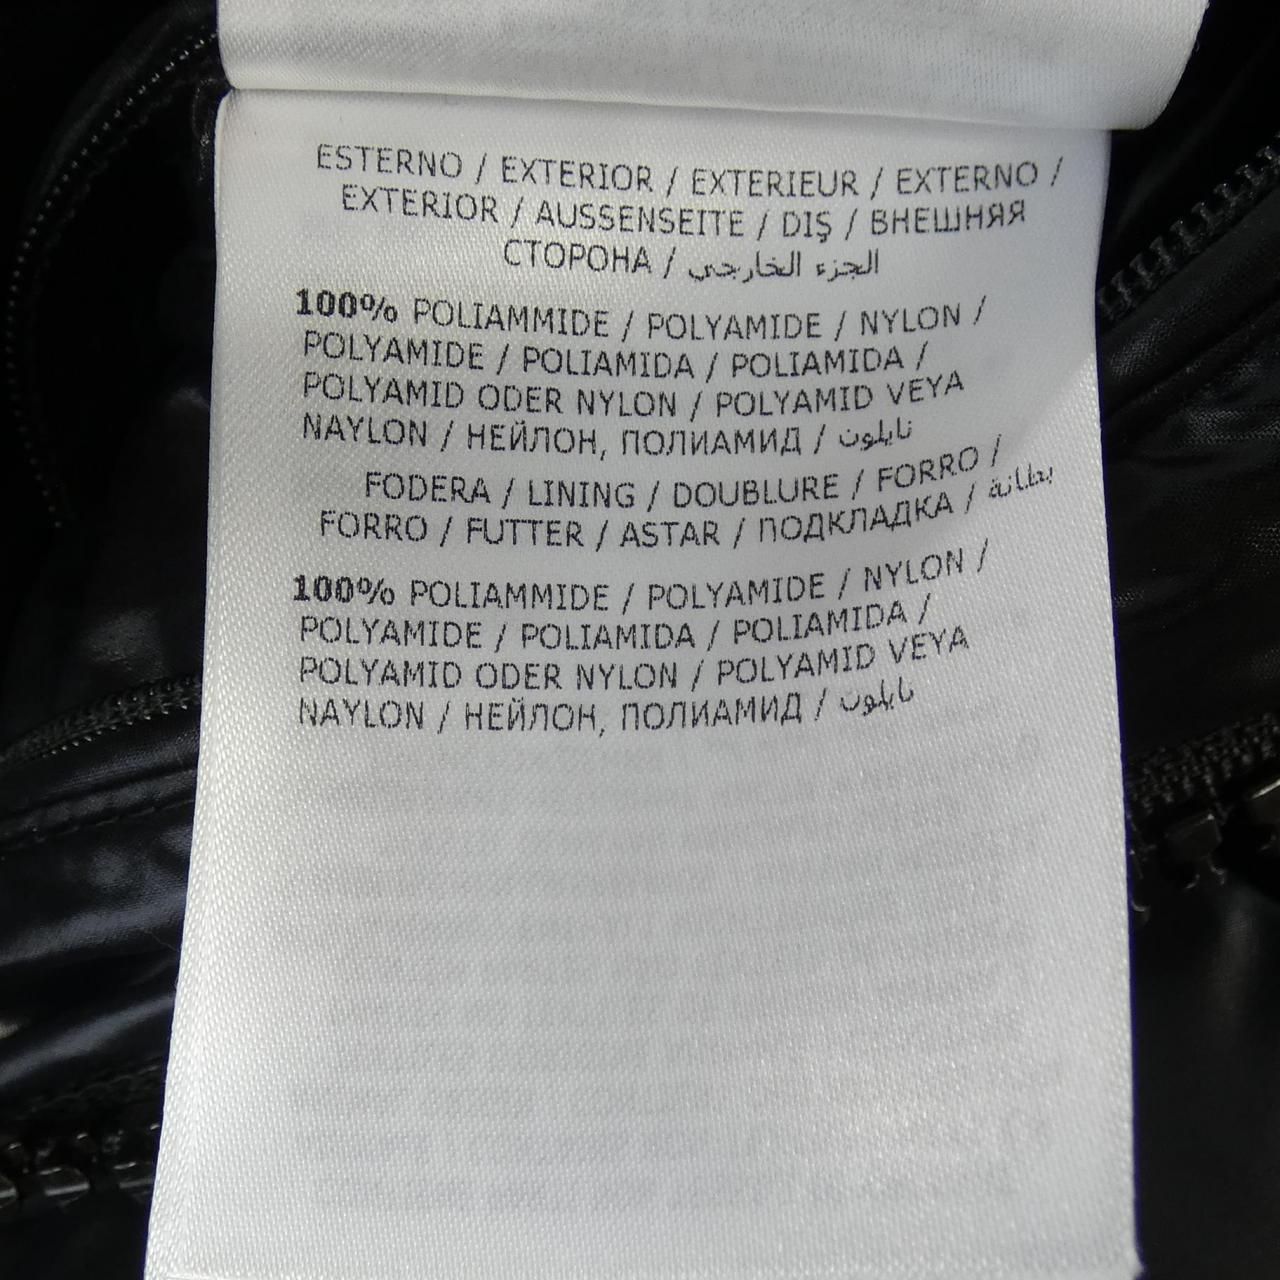 ESTERNO / EXTERIOR / EXTERIEUR / EXTERNO /
EXTERIOR / AUSSENSEITE / DIŞ / ВНЕШНЯЯ
СТОРОНА / الجزء الخارجي
100% POLIAMMIDE / POLYAMIDE / NYLON /
POLYAMIDE / POLIAMIDA / POLIAMIDA /
POLYAMID ODER NYLON / POLYAMID VEYA
NAYLON / НЕЙЛОН, ПОЛИАМИД / نايلون
FODERA / LINING / DOUBLURE / FORRO /
FORRO / FUTTER / ASTAR / ПОДКЛАДКА / بطانة
100% POLIAMMIDE / POLYAMIDE / NYLON /
POLYAMIDE / POLIAMIDA / POLIAMIDA /
POLYAMID ODER NYLON / POLYAMID VEYA
NAYLON / НЕЙЛОН, ПОЛИАМИД / نايلون